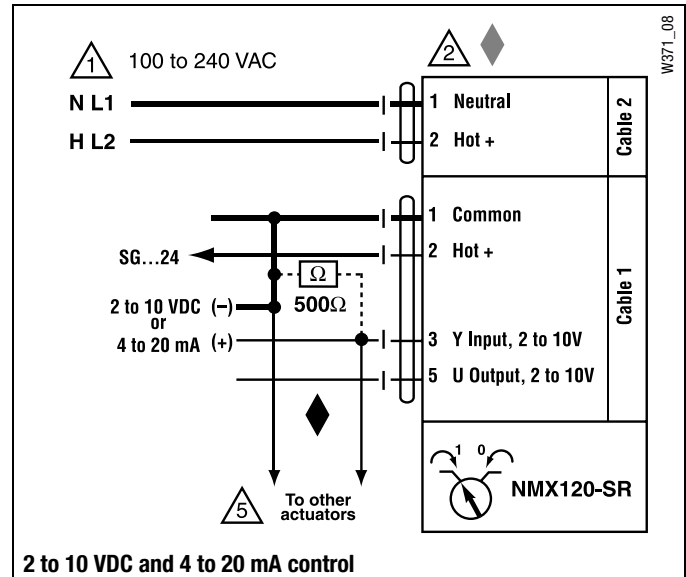 W371_08
1 100 to 240 VAC
2
N L1
1 Neutral
H L2
2 Hot +
Cable 2
1 Common
SG...24
2 Hot +
Ω
500Ω
2 to 10 VDC (–)
or
4 to 20 mA (+)
3 Y Input, 2 to 10V
5 U Output, 2 to 10V
Cable 1
1 0
NMX120-SR
5
To other
actuators
2 to 10 VDC and 4 to 20 mA control